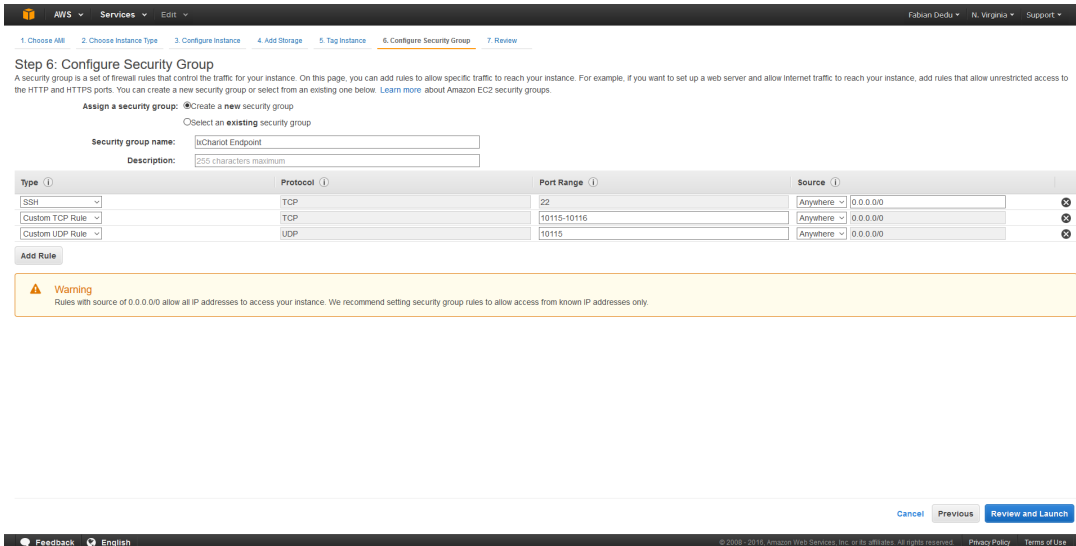 AWS Services Edit Fabian Dedu N. Virginia Support
1. Choose AMI 2. Choose Instance Type 3. Configure Instance 4. Add Storage 5. Tag Instance 6. Configure Security Group 7. Review
Step 6: Configure Security Group
A security group is a set of firewall rules that control the traffic for your instance. On this page, you can add rules to allow specific traffic to reach your instance. For example, if you want to set up a web server and allow Internet traffic to reach your instance, add rules that allow unrestricted access to
the HTTP and HTTPS ports. You can create a new security group or select from an existing one below. Learn more about Amazon EC2 security groups.
Assign a security group: Create a new security group
Select an existing security group
Security group name: IxChariot Endpoint
Description: 255 characters maximum
Type Protocol Port Range Source
SSH TCP 22 Anywhere 0.0.0.0/0
Custom TCP Rule TCP 10115-10116 Anywhere 0.0.0.0/0
Custom UDP Rule UDP 10115 Anywhere 0.0.0.0/0
Add Rule
Warning
Rules with source of 0.0.0.0/0 allow all IP addresses to access your instance. We recommend setting security group rules to allow access from known IP addresses only.
Cancel Previous Review and Launch
Feedback English © 2008 - 2016, Amazon Web Services, Inc. or its affiliates. All rights reserved. Privacy Policy Terms of Use